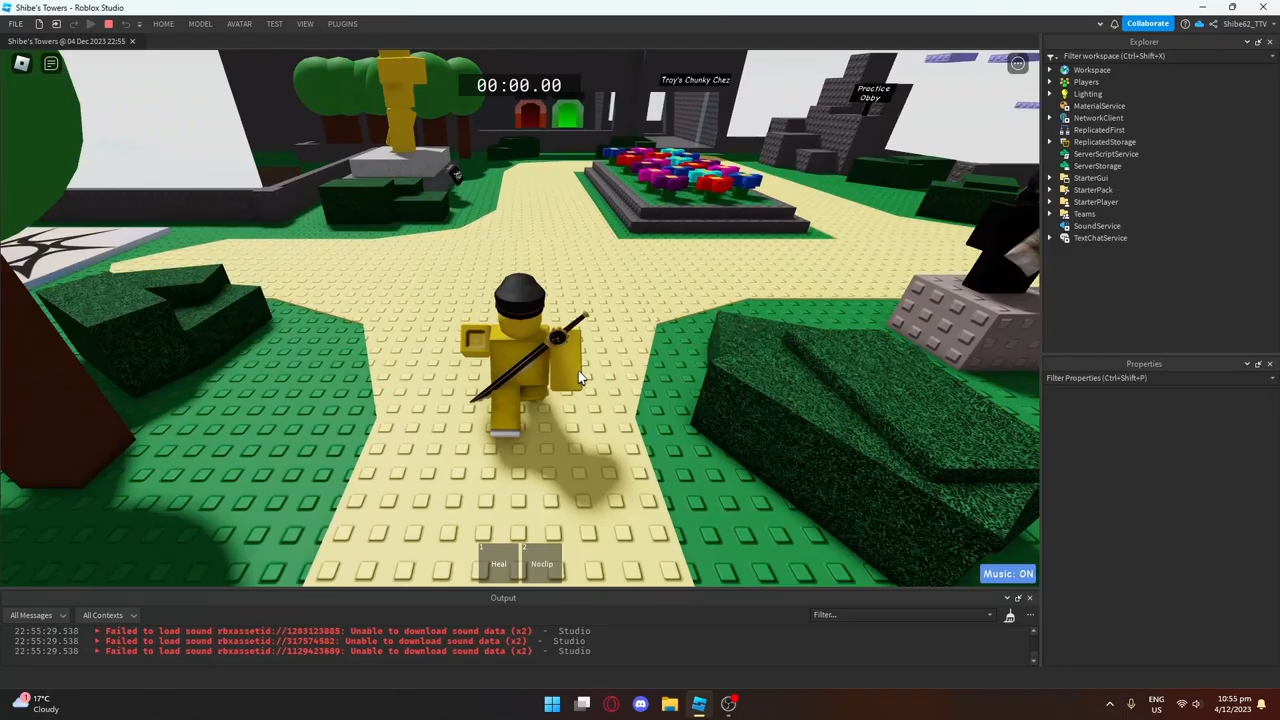 Shibe's Towers - Roblox Studio
FILE HOME MODEL AVATAR TEST VIEW PLUGINS Collaborate Shibe62_TTV
Shibe's Towers @ 04 Dec 2023 22:55
00:00.00
Troy's Chunky Chez
Practice
Obby
1 Heal
2 Noclip
Music: ON
Explorer
Filter workspace (Ctrl+Shift+X)
Workspace
Players
Lighting
MaterialService
NetworkClient
ReplicatedFirst
ReplicatedStorage
ServerScriptService
ServerStorage
StarterGui
StarterPack
StarterPlayer
Teams
SoundService
TextChatService
Properties
Filter Properties (Ctrl+Shift+P)
Output
All Messages All Contexts Filter...
22:55:29.538 Failed to load sound rbxassetid://1283123885: Unable to download sound data (x2) - Studio
22:55:29.538 Failed to load sound rbxassetid://517574582: Unable to download sound data (x2) - Studio
22:55:29.538 Failed to load sound rbxassetid://1129423689: Unable to download sound data (x2) - Studio
1
17°C
Cloudy
ENG
US
10:55 pm
4/12/2023